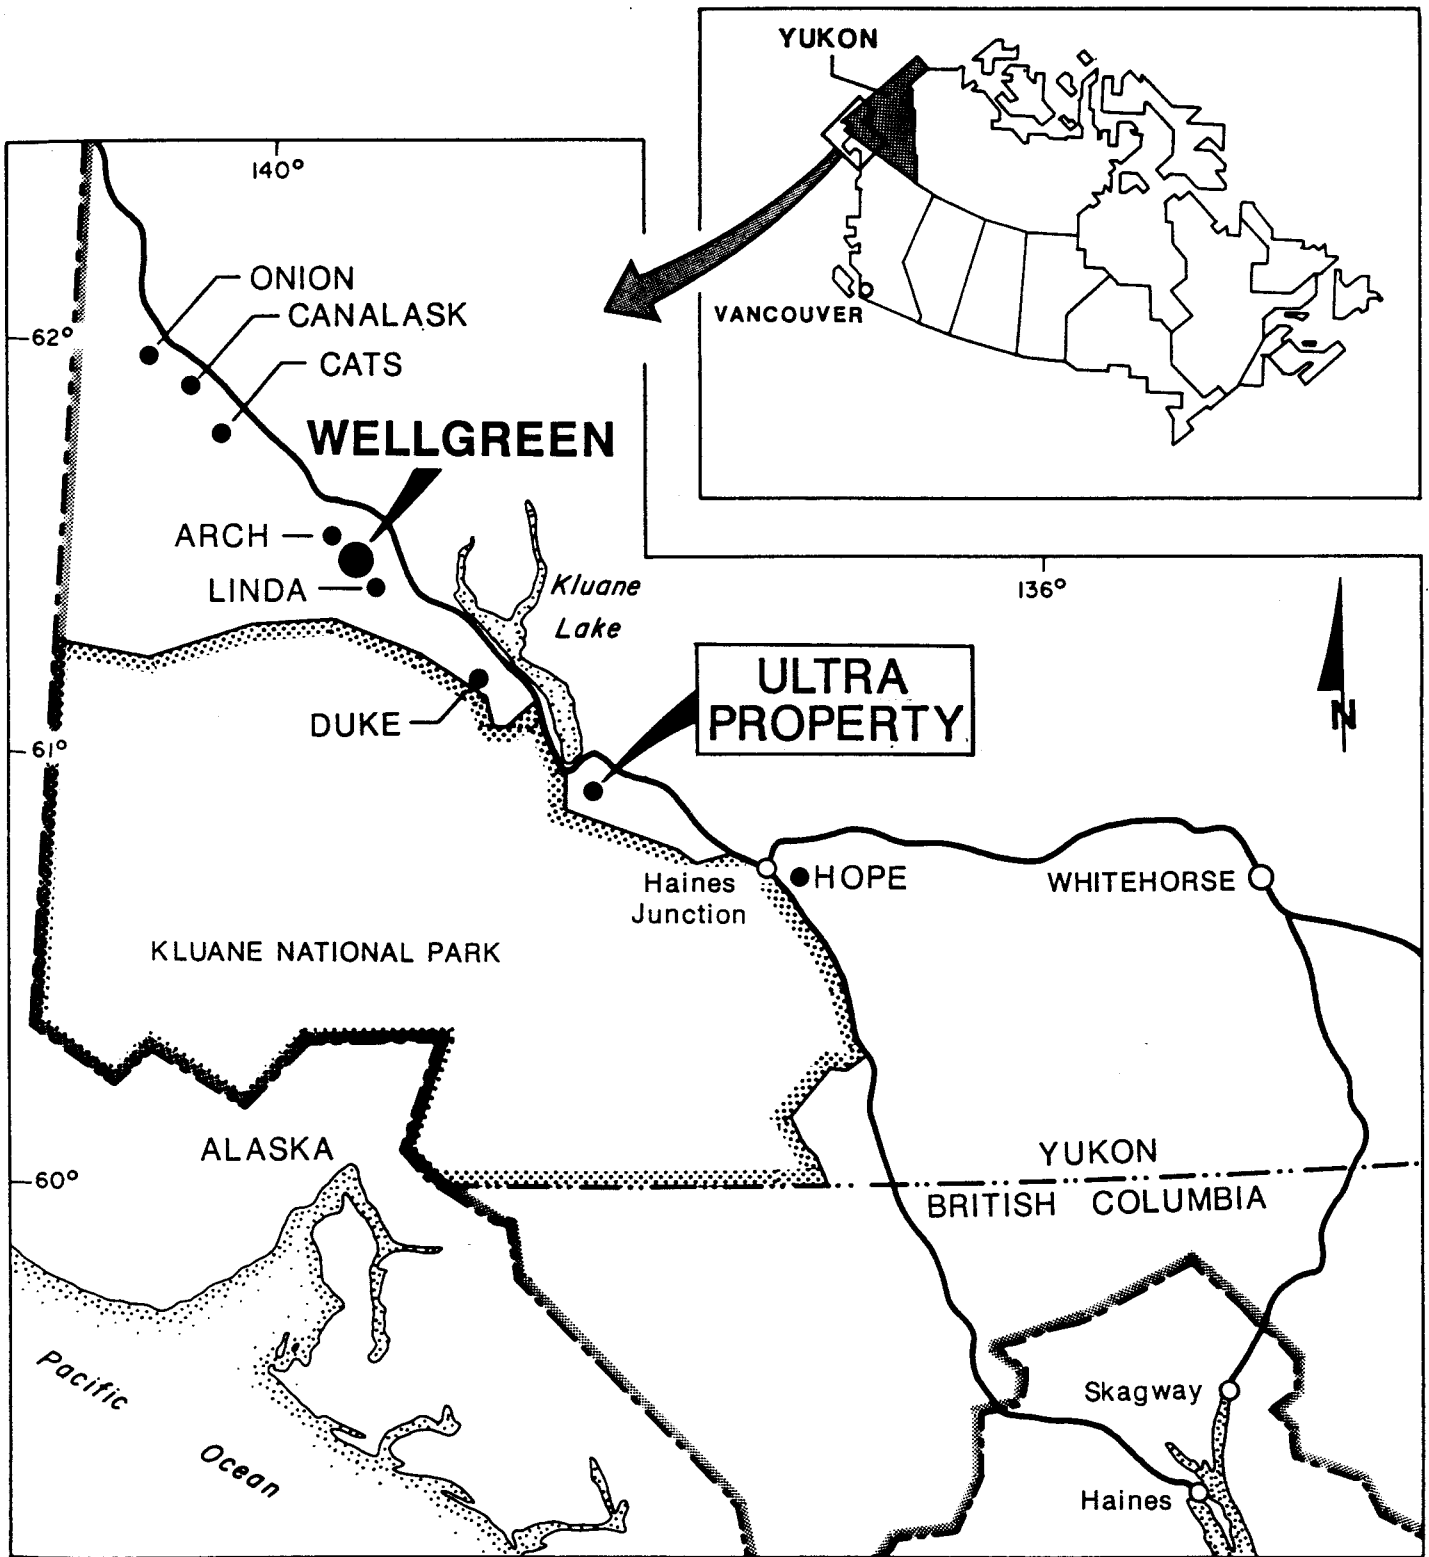 YUKON
VANCOUVER
140°
ONION
CANALASK
62°
CATS
WELLGREEN
ARCH
LINDA
Kluane
Lake
136°
ULTRA
PROPERTY
N
DUKE
61°
Haines
Junction
HOPE
WHITEHORSE
KLUANE NATIONAL PARK
ALASKA
YUKON
60°
BRITISH COLUMBIA
Pacific
Ocean
Skagway
Haines